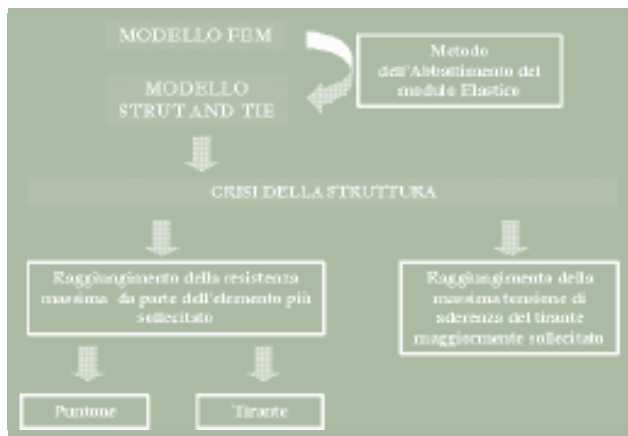 MODELLO FEM
Metodo
dell'Abbattimento del
modulo Elastico
MODELLO
STRUT AND TIE
CRISI DELLA STRUTTURA
Raggiungimento della resistenza
massima da parte dell'elemento più
sollecitato
Raggiungimento della
massima tensione di
aderenza del tirante
maggiormente sollecitato
Puntone
Tirante